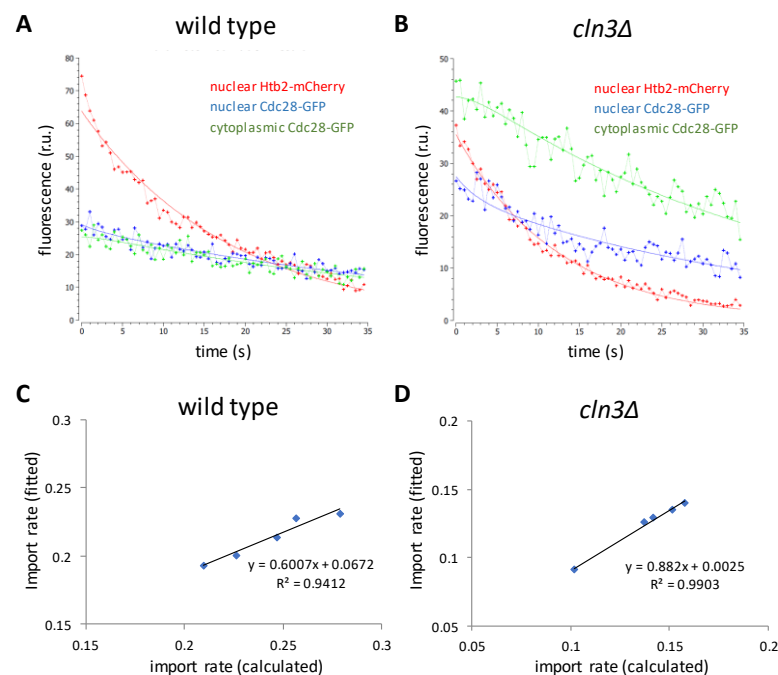 A
wild type
80
70
60
50
40
30
20
10
0
fluorescence (r.u.)
nuclear Htb2-mCherry
nuclear Cdc28-GFP
cytoplasmic Cdc28-GFP
0 5 10 15 20 25 30 35
time (s)
B
cln3Δ
50
40
30
20
10
0
fluorescence (r.u.)
nuclear Htb2-mCherry
nuclear Cdc28-GFP
cytoplasmic Cdc28-GFP
0 5 10 15 20 25 30 35
time (s)
C
wild type
0.3
0.25
0.2
0.15
Import rate (fitted)
y = 0.6007x + 0.0672
R² = 0.9412
0.15 0.2 0.25 0.3
import rate (calculated)
D
cln3Δ
0.2
0.15
0.1
0.05
Import rate (fitted)
y = 0.882x + 0.0025
R² = 0.9903
0.05 0.1 0.15 0.2
import rate (calculated)